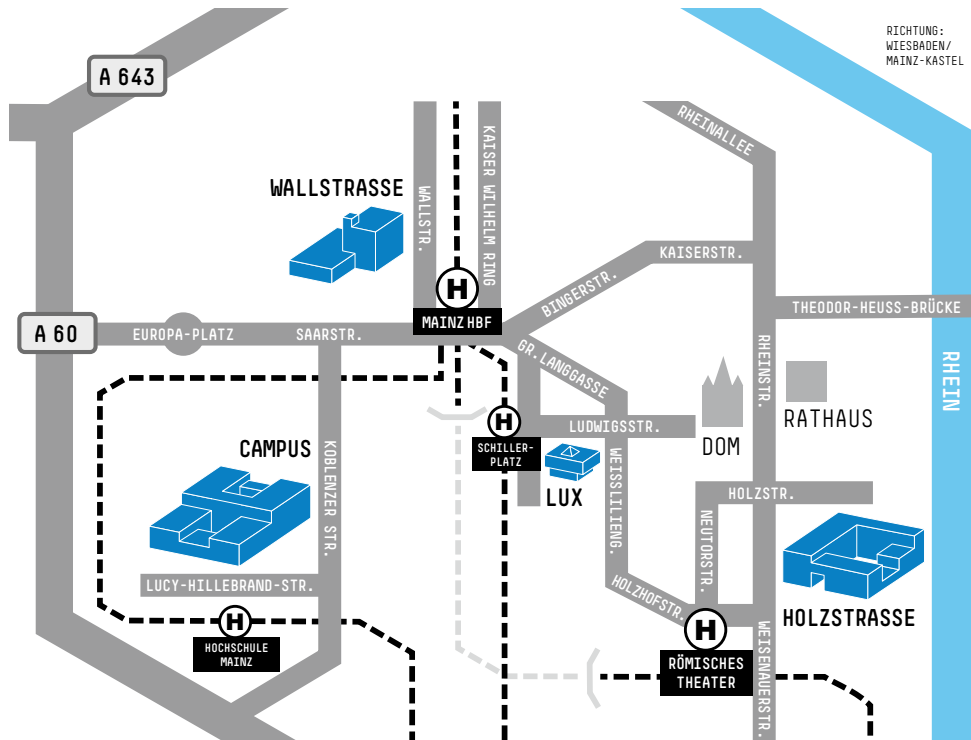 RICHTUNG:
WIESBADEN/
MAINZ-KASTEL
A 643
RHEINALLEE
KAISER WILHELM RING
WALLSTRASSE
WALLSTR.
KAISERSTR.
BINGERSTR.
H
MAINZ HBF
THEODOR-HEUSS-BRÜCKE
A 60
EUROPA-PLATZ
SAARSTR.
GR. LANGGASSE
RHEINSTR.
RHEIN
RATHAUS
H
LUDWIGSSTR.
DOM
SCHILLER-
PLATZ
CAMPUS
KOBLENZER STR.
WEISSLILIENG.
LUX
HOLZSTR.
NEUTORSTR.
LUCY-HILLEBRAND-STR.
HOLZHOFSTR.
HOLZSTRASSE
H
HOCHSCHULE
MAINZ
H
RÖMISCHES
THEATER
WEISENAUERSTR.